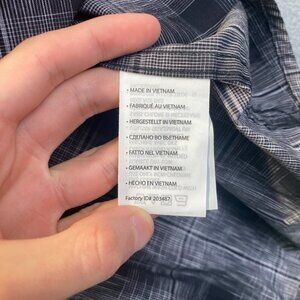 • MADE IN VIETNAM
• FABRIQUÉ AU VIETNAM
• HERGESTELLT IN VIETNAM
• СДЕЛАНО ВО ВЬЕТНАМЕ
• FATTO NEL VIETNAM
• GEMAAKT IN VIETNAM
• HECHO EN VIETNAM
Factory ID# 203487